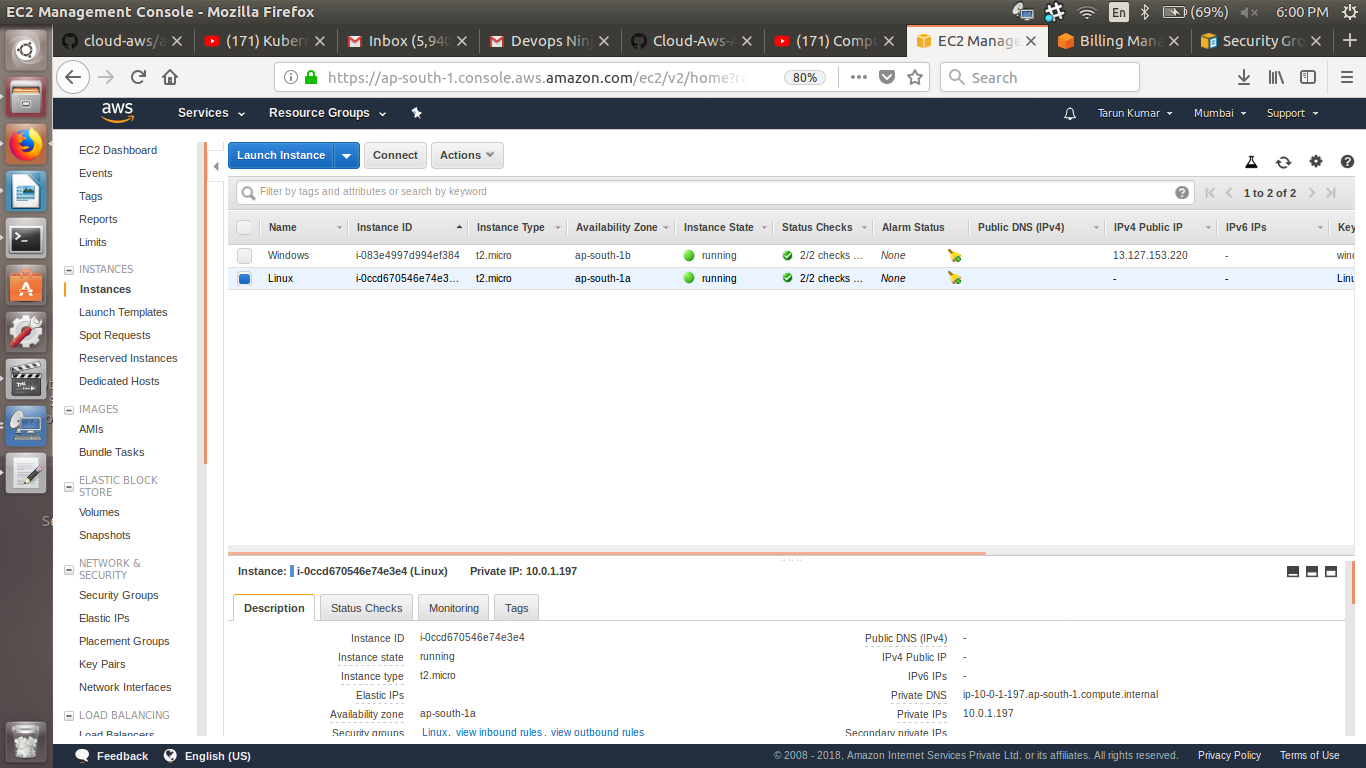 EC2 Management Console - Mozilla Firefox
En (69%) 6:00 PM
cloud-aws/a (171) Kubern Inbox (5,940 Devops Ninj Cloud-Aws-A (171) Compu EC2 Manage Billing Mana Security Gro
https://ap-south-1.console.aws.amazon.com/ec2/v2/home?re 80% Search
aws Services Resource Groups Tarun Kumar Mumbai Support
EC2 Dashboard
Events
Tags
Reports
Limits
INSTANCES
Instances
Launch Templates
Spot Requests
Reserved Instances
Dedicated Hosts
IMAGES
AMIs
Bundle Tasks
ELASTIC BLOCK
STORE
Volumes
Snapshots
NETWORK &
SECURITY
Security Groups
Elastic IPs
Placement Groups
Key Pairs
Network Interfaces
LOAD BALANCING
Load Balancers
Launch Instance Connect Actions
Filter by tags and attributes or search by keyword 1 to 2 of 2
Name Instance ID Instance Type Availability Zone Instance State Status Checks Alarm Status Public DNS (IPv4) IPv4 Public IP IPv6 IPs Key
Windows i-083e4997d994ef384 t2.micro ap-south-1b running 2/2 checks ... None 13.127.153.220 - wind
Linux i-0ccd670546e74e3... t2.micro ap-south-1a running 2/2 checks ... None - - Linu
Instance: i-0ccd670546e74e3e4 (Linux) Private IP: 10.0.1.197
Description Status Checks Monitoring Tags
Instance ID i-0ccd670546e74e3e4 Public DNS (IPv4) -
Instance state running IPv4 Public IP -
Instance type t2.micro IPv6 IPs -
Elastic IPs Private DNS ip-10-0-1-197.ap-south-1.compute.internal
Availability zone ap-south-1a Private IPs 10.0.1.197
Security groups Linux. view inbound rules. view outbound rules Secondary private IPs
Feedback English (US) © 2008 - 2018, Amazon Internet Services Private Ltd. or its affiliates. All rights reserved. Privacy Policy Terms of Use